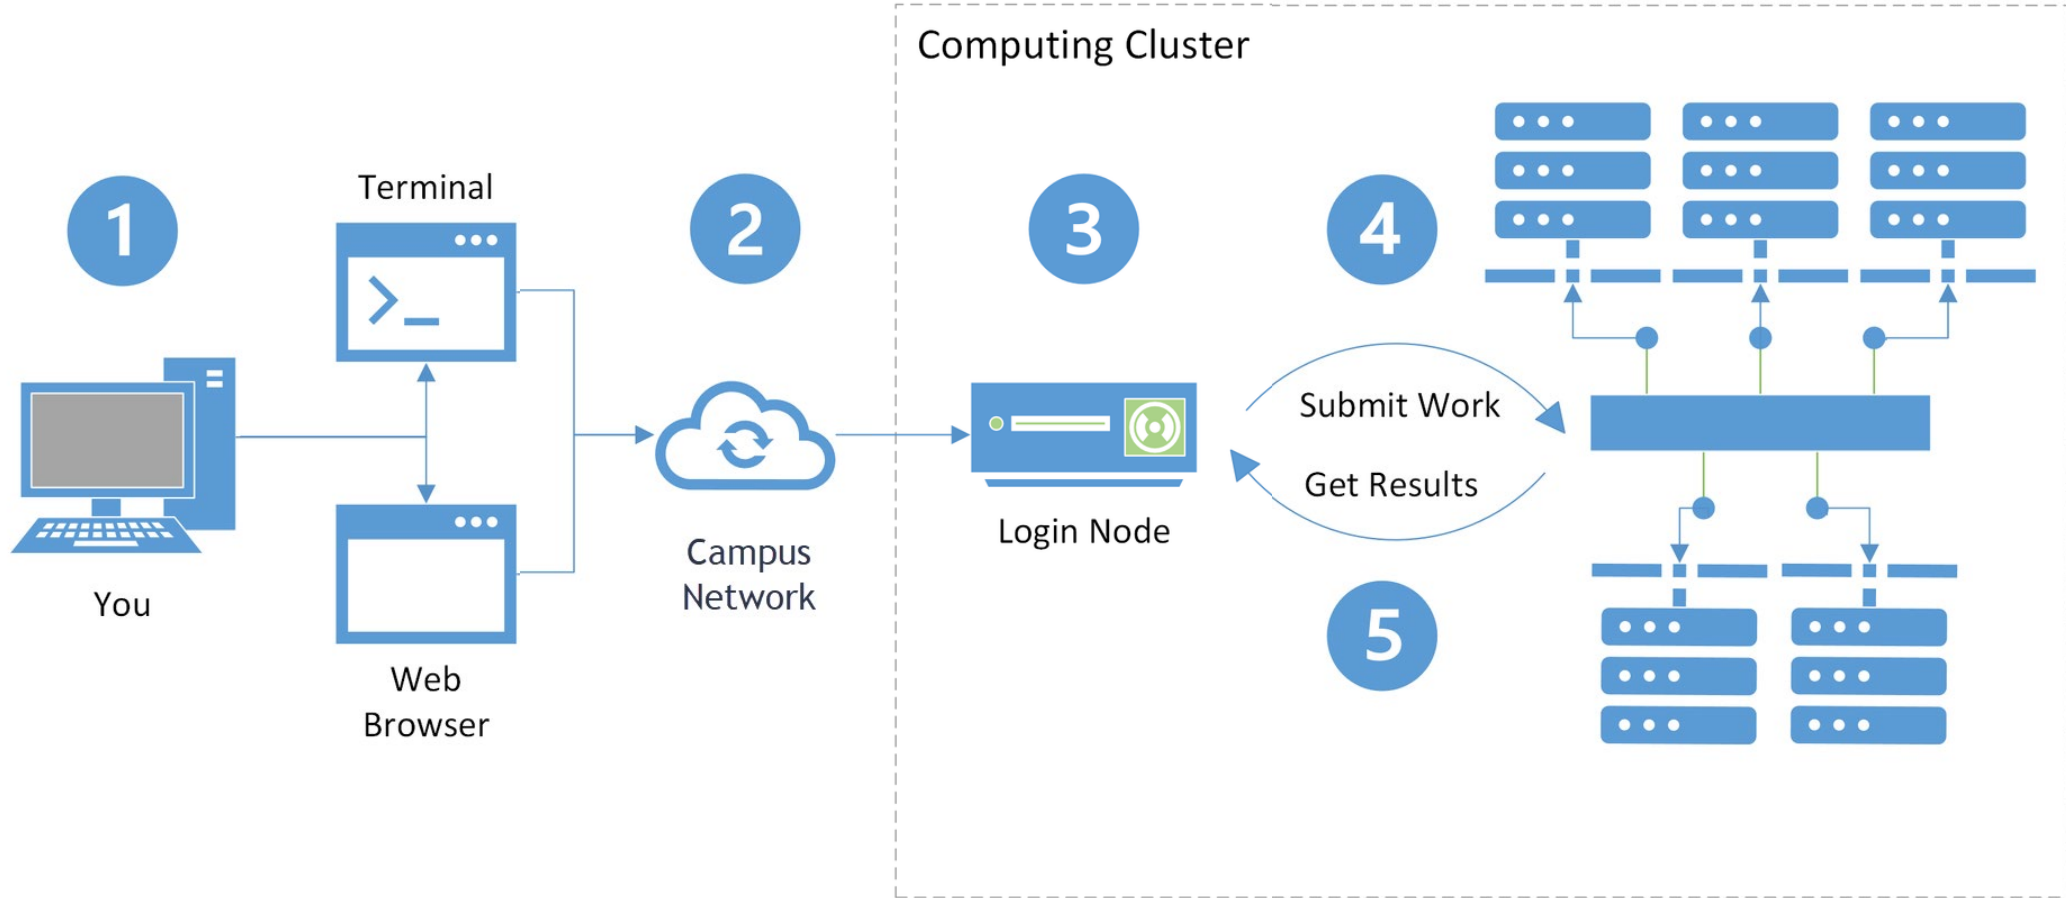 Computing Cluster
1
Terminal
>_
2
3
4
Submit Work
Get Results
You
Campus
Network
Login Node
5
Web
Browser